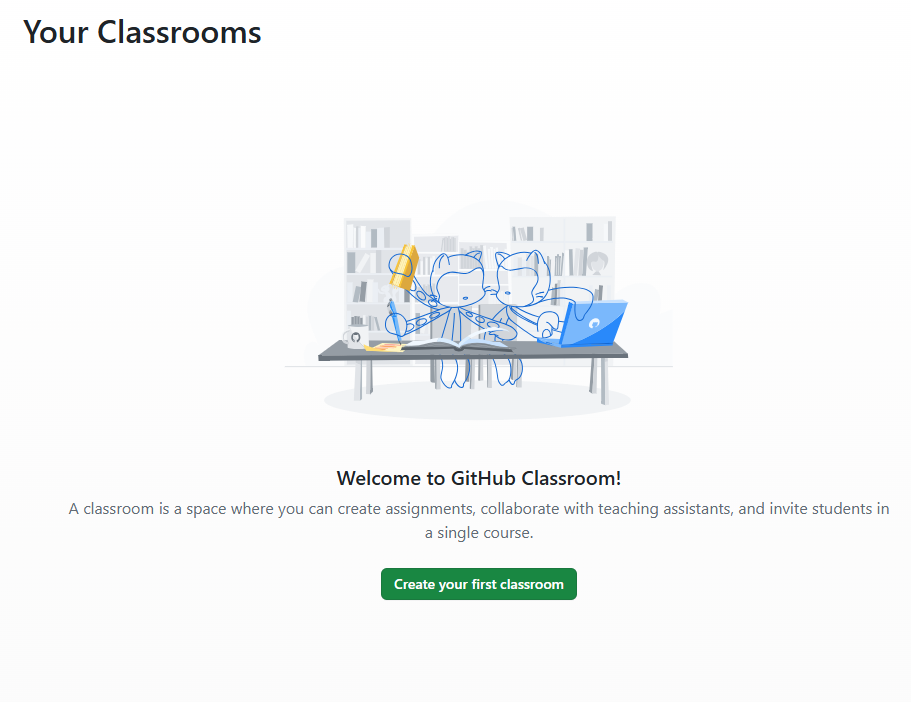 Your Classrooms
Welcome to GitHub Classroom!
A classroom is a space where you can create assignments, collaborate with teaching assistants, and invite students in
a single course.
Create your first classroom